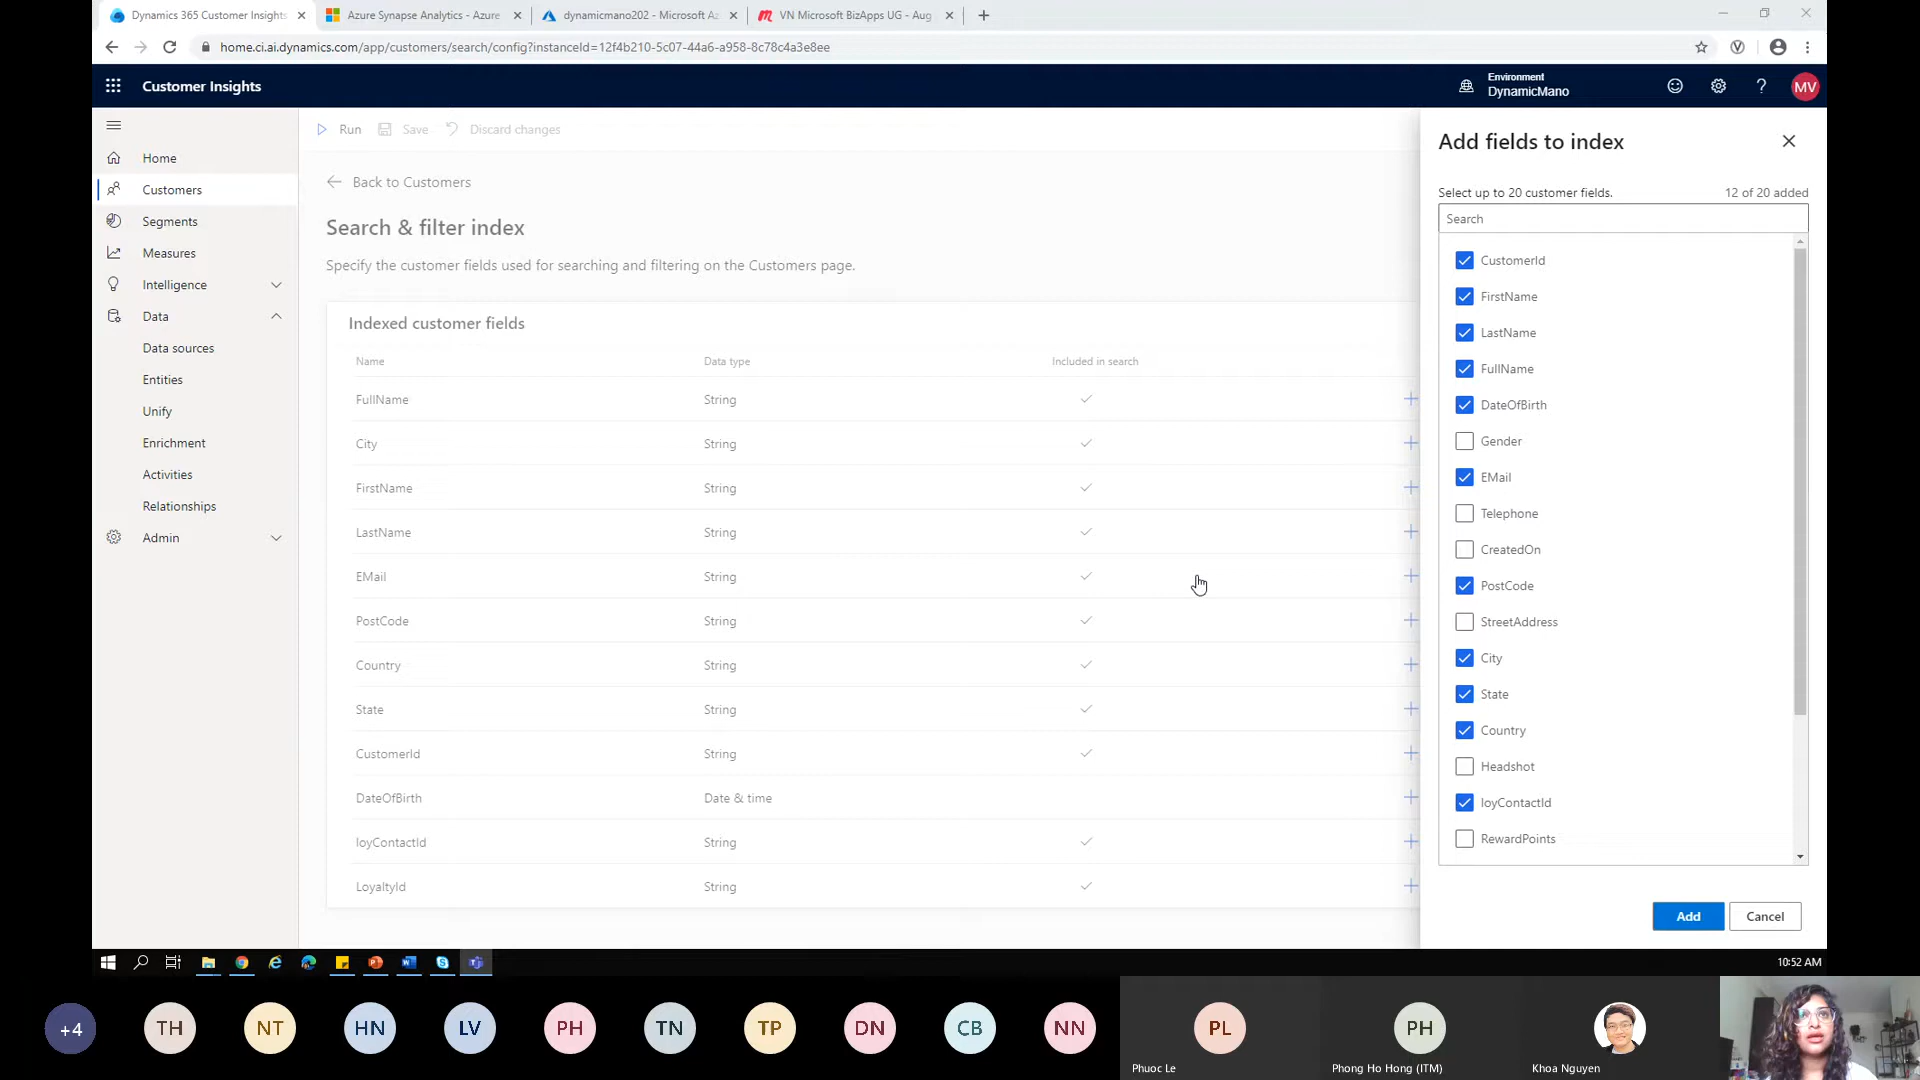 Dynamics 365 Customer Insights
Azure Synapse Analytics - Azure
dynamicmano202 - Microsoft Az
VN Microsoft BizApps UG - Aug
home.ci.ai.dynamics.com/app/customers/search/config?instanceId=12f4b210-5c07-44a6-a958-8c78c4a3e8ee
Customer Insights
Environment
DynamicMano
MV
Home
Customers
Segments
Measures
Intelligence
Data
Data sources
Entities
Unify
Enrichment
Activities
Relationships
Admin
Run
Save
Discard changes
Back to Customers
Search & filter index
Specify the customer fields used for searching and filtering on the Customers page.
Indexed customer fields
Name Data type Included in search
FullName String
City String
FirstName String
LastName String
EMail String
PostCode String
Country String
State String
CustomerId String
DateOfBirth Date & time
loyContactId String
LoyaltyId String
Add fields to index
Select up to 20 customer fields. 12 of 20 added
Search
CustomerId
FirstName
LastName
FullName
DateOfBirth
Gender
EMail
Telephone
CreatedOn
PostCode
StreetAddress
City
State
Country
Headshot
loyContactId
RewardPoints
Add
Cancel
10:52 AM
+4
TH
NT
HN
LV
PH
TN
TP
DN
CB
NN
PL
PH
Phuoc Le
Phong Ho Hong (ITM)
Khoa Nguyen